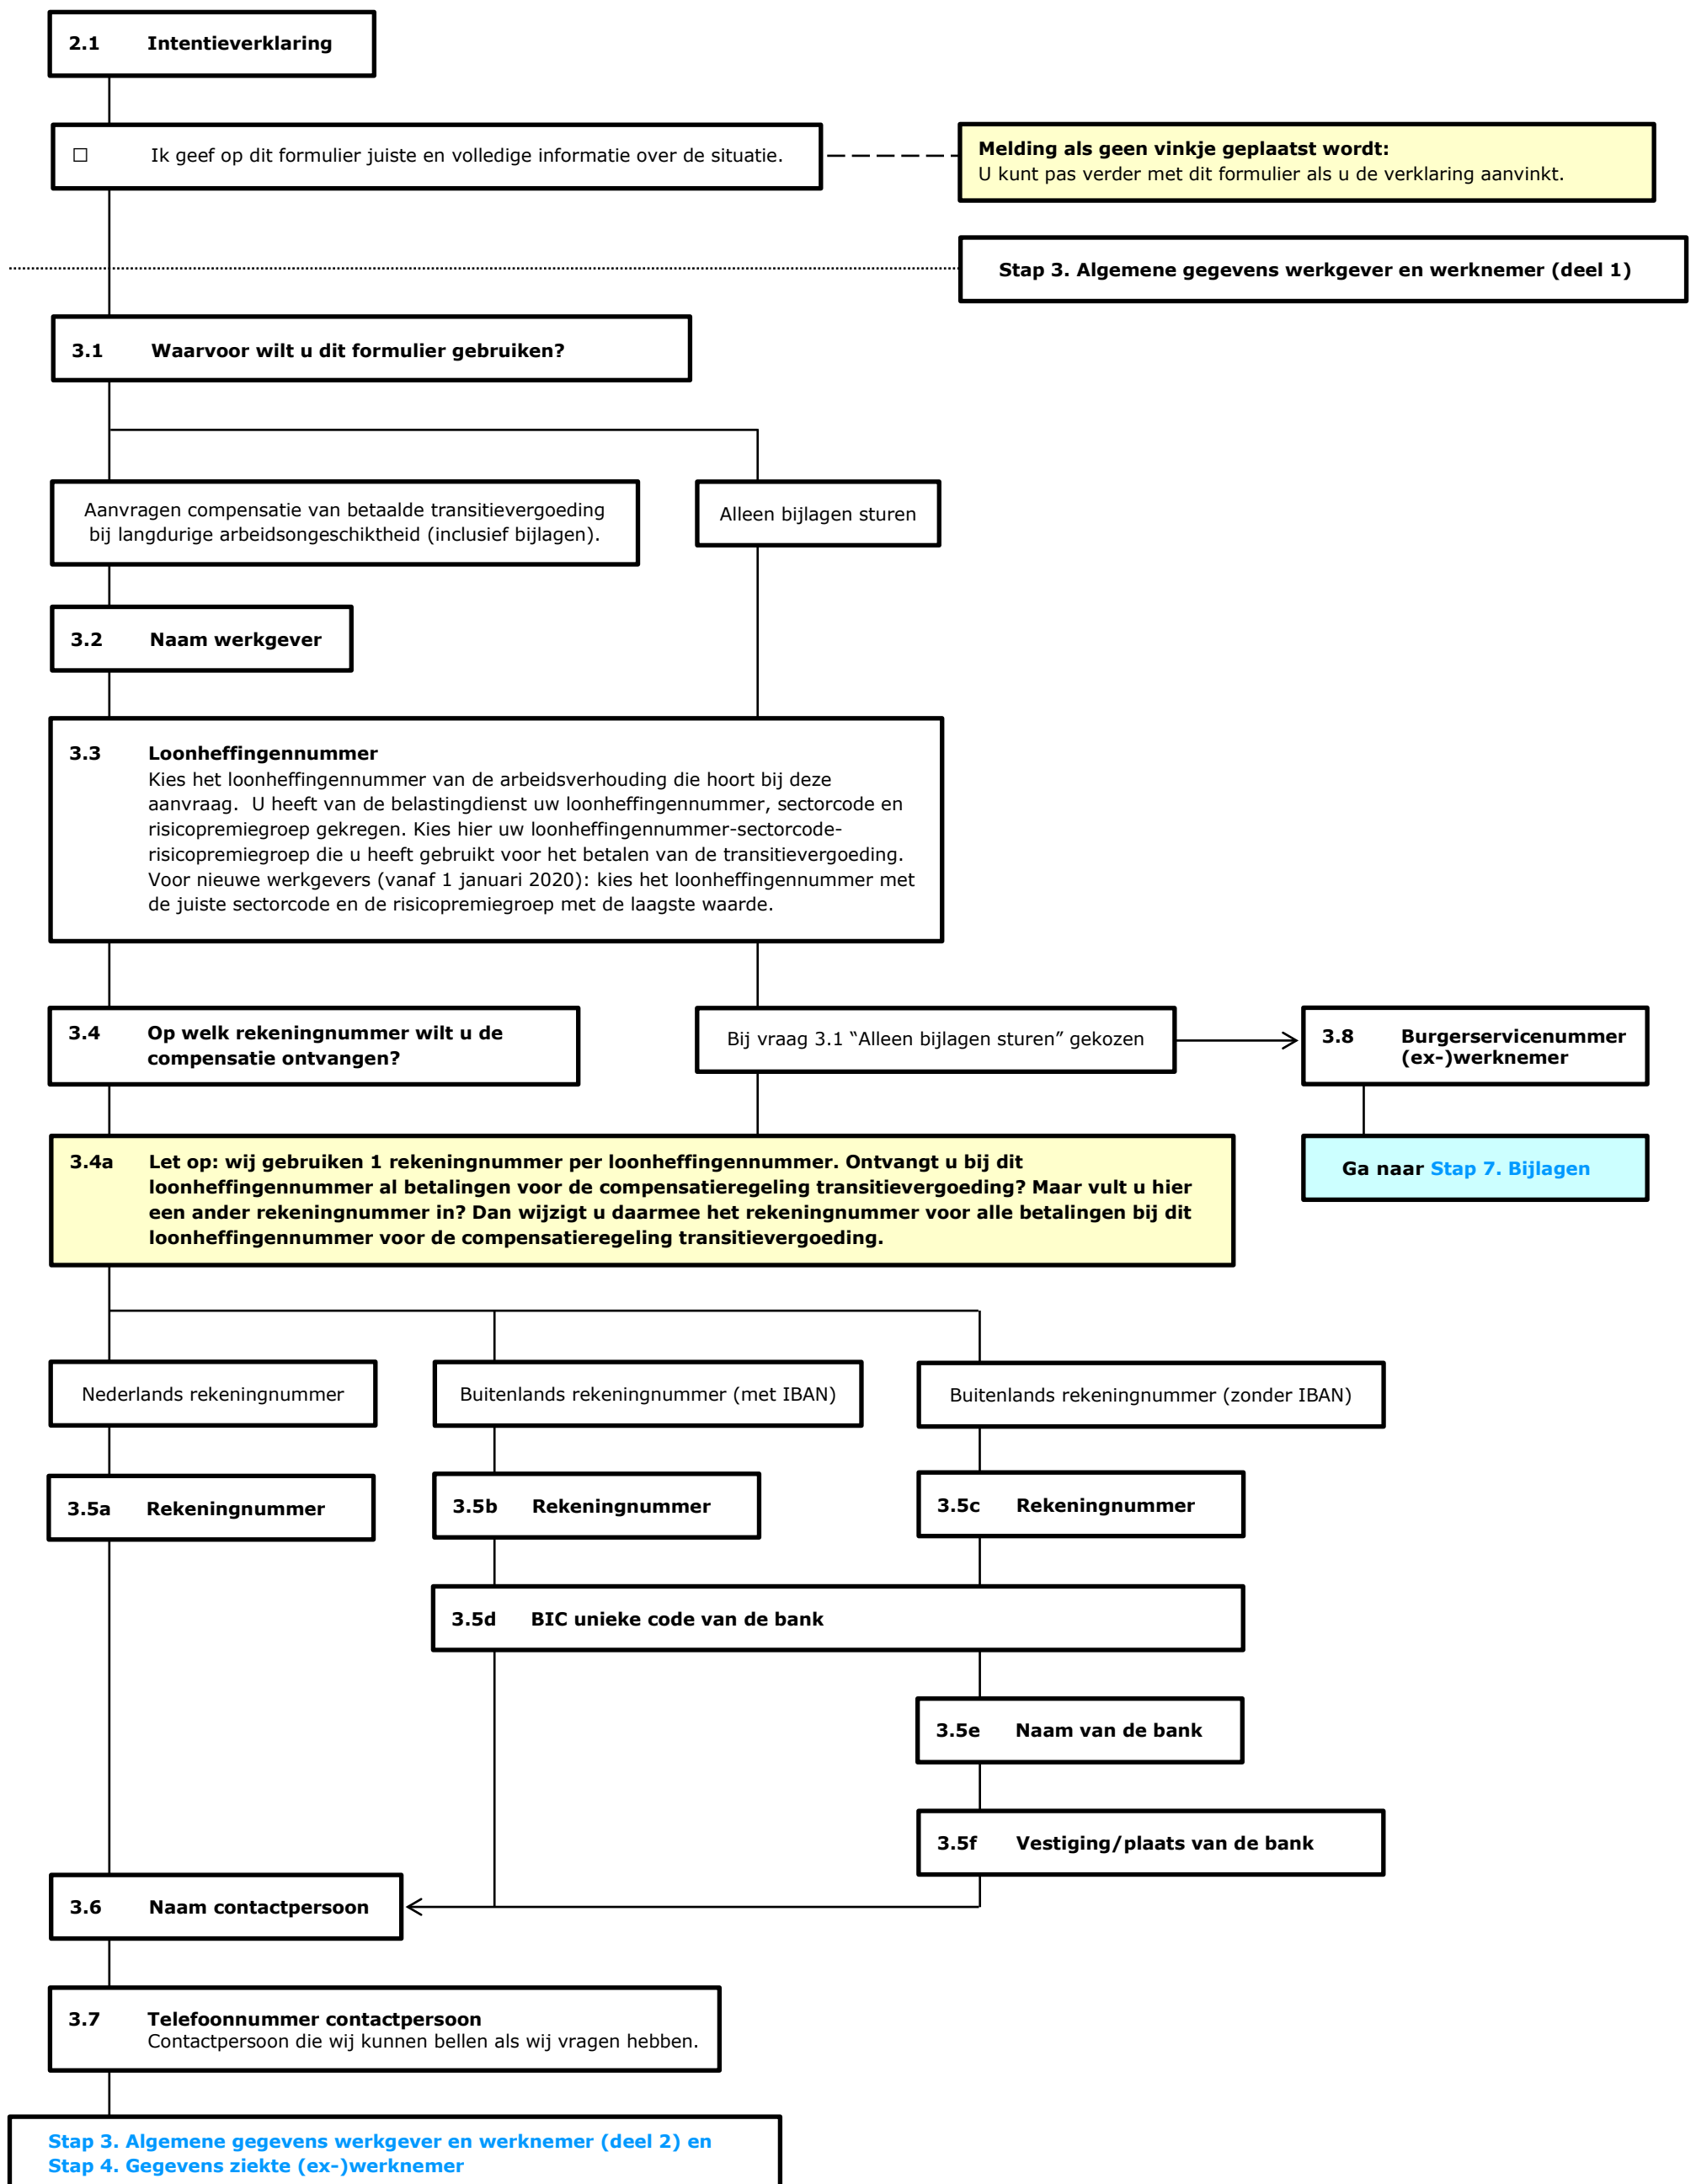 2.1 Intentieverklaring
☐ Ik geef op dit formulier juiste en volledige informatie over de situatie.
Melding als geen vinkje geplaatst wordt:
U kunt pas verder met dit formulier als u de verklaring aanvinkt.
Stap 3. Algemene gegevens werkgever en werknemer (deel 1)
3.1 Waarvoor wilt u dit formulier gebruiken?
Aanvragen compensatie van betaalde transitievergoeding
bij langdurige arbeidsongeschiktheid (inclusief bijlagen).
Alleen bijlagen sturen
3.2 Naam werkgever
3.3 Loonheffingennummer
Kies het loonheffingennummer van de arbeidsverhouding die hoort bij deze
aanvraag. U heeft van de belastingdienst uw loonheffingennummer, sectorcode en
risicopremiegroep gekregen. Kies hier uw loonheffingennummer-sectorcode-
risicopremiegroep die u heeft gebruikt voor het betalen van de transitievergoeding.
Voor nieuwe werkgevers (vanaf 1 januari 2020): kies het loonheffingennummer met
de juiste sectorcode en de risicopremiegroep met de laagste waarde.
3.4 Op welk rekeningnummer wilt u de
compensatie ontvangen?
Bij vraag 3.1 “Alleen bijlagen sturen” gekozen
3.8 Burgerservicenummer
(ex-)werknemer
3.4a Let op: wij gebruiken 1 rekeningnummer per loonheffingennummer. Ontvangt u bij dit
loonheffingennummer al betalingen voor de compensatieregeling transitievergoeding? Maar vult u hier
een ander rekeningnummer in? Dan wijzigt u daarmee het rekeningnummer voor alle betalingen bij dit
loonheffingennummer voor de compensatieregeling transitievergoeding.
Ga naar Stap 7. Bijlagen
Nederlands rekeningnummer
Buitenlands rekeningnummer (met IBAN)
Buitenlands rekeningnummer (zonder IBAN)
3.5a Rekeningnummer
3.5b Rekeningnummer
3.5c Rekeningnummer
3.5d BIC unieke code van de bank
3.5e Naam van de bank
3.5f Vestiging/plaats van de bank
3.6 Naam contactpersoon
3.7 Telefoonnummer contactpersoon
Contactpersoon die wij kunnen bellen als wij vragen hebben.
Stap 3. Algemene gegevens werkgever en werknemer (deel 2) en
Stap 4. Gegevens ziekte (ex-)werknemer